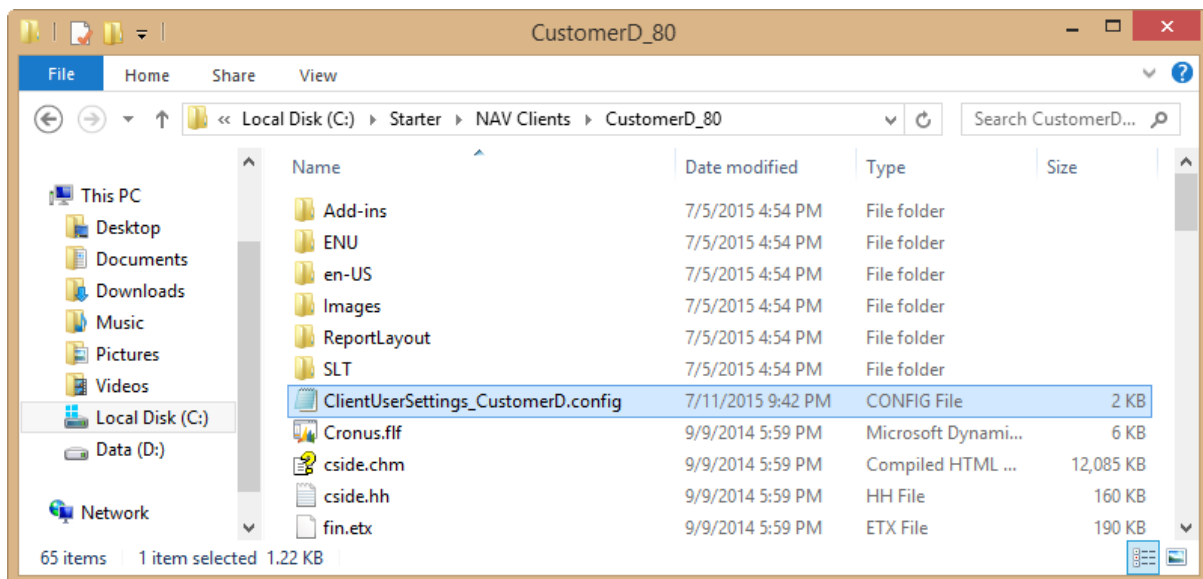 CustomerD_80
File Home Share View
« Local Disk (C:) Starter NAV Clients CustomerD_80 Search CustomerD...
Name Date modified Type Size
This PC
Desktop
Documents
Downloads
Music
Pictures
Videos
Local Disk (C:)
Data (D:)
Network
Add-ins 7/5/2015 4:54 PM File folder
ENU 7/5/2015 4:54 PM File folder
en-US 7/5/2015 4:54 PM File folder
Images 7/5/2015 4:54 PM File folder
ReportLayout 7/5/2015 4:54 PM File folder
SLT 7/5/2015 4:54 PM File folder
ClientUserSettings_CustomerD.config 7/11/2015 9:42 PM CONFIG File 2 KB
Cronus.flf 9/9/2014 5:59 PM Microsoft Dynami... 6 KB
cside.chm 9/9/2014 5:59 PM Compiled HTML ... 12,085 KB
cside.hh 9/9/2014 5:59 PM HH File 160 KB
fin.etx 9/9/2014 5:59 PM ETX File 190 KB
65 items 1 item selected 1.22 KB